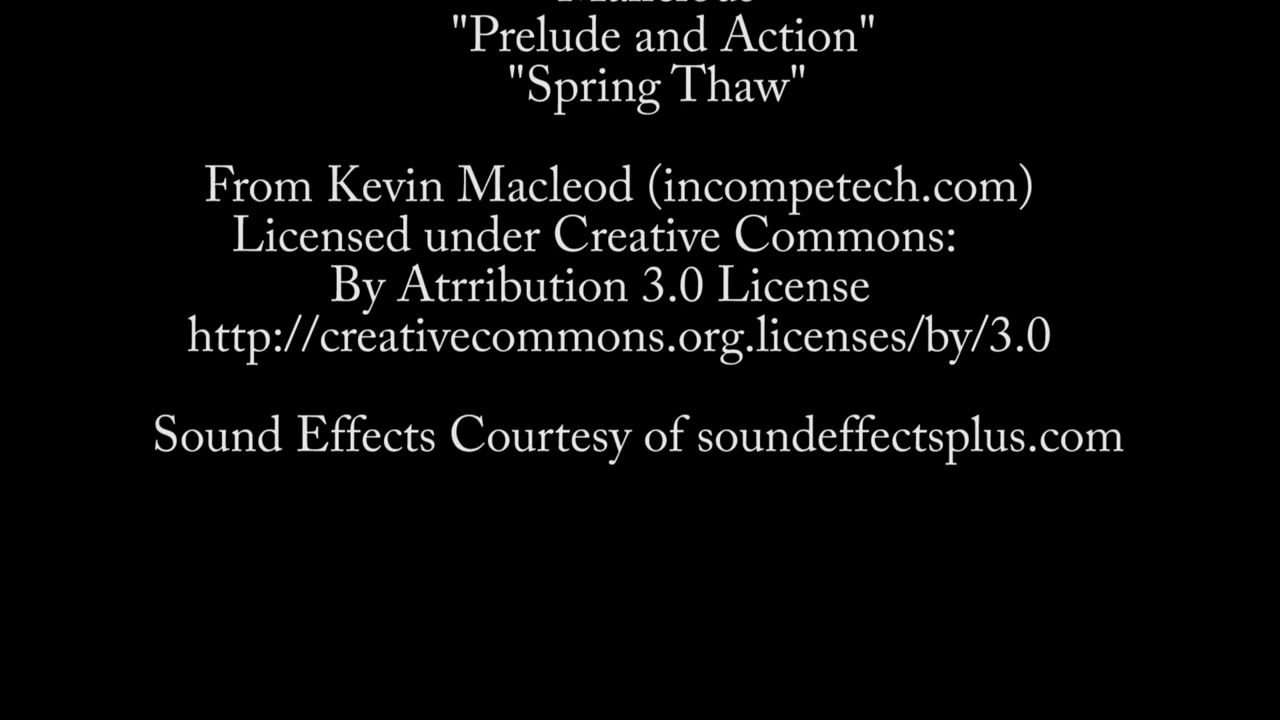 "Prelude and Action"
"Spring Thaw"
From Kevin Macleod (incompetech.com)
Licensed under Creative Commons:
By Atrribution 3.0 License
http://creativecommons.org.licenses/by/3.0
Sound Effects Courtesy of soundeffectsplus.com